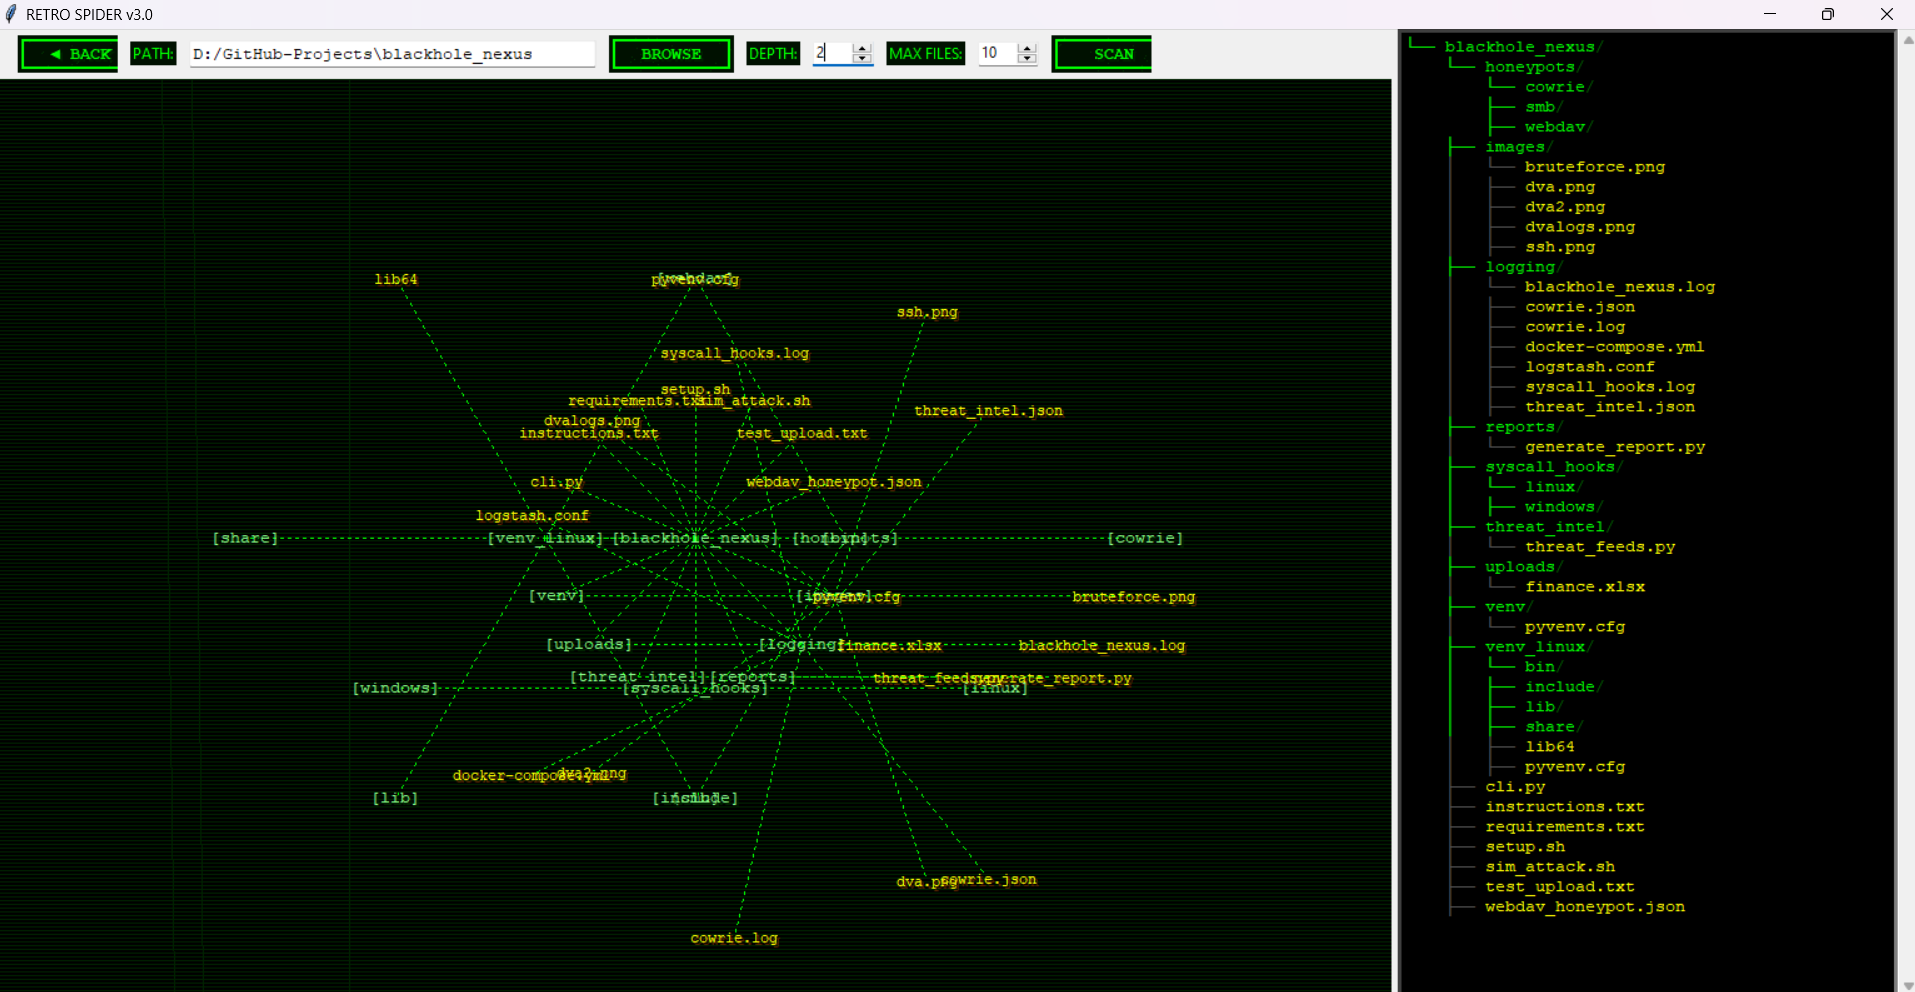 RETRO SPIDER v3.0
◄ BACK PATH: D:/GitHub-Projects\blackhole_nexus BROWSE DEPTH: 2 MAX FILES: 10 SCAN
lib64
pyvenv.cfg
[webdav]
ssh.png
syscall_hooks.log
setup.sh
requirements.txt
sim_attack.sh
threat_intel.json
dvalogs.png
instructions.txt
test_upload.txt
cli.py
webdav_honeypot.json
logstash.conf
[share]
[venv_linux]
[blackhole_nexus]
[honeypots]
[bin]
[cowrie]
[venv]
[images]
pyvenv.cfg
bruteforce.png
[uploads]
[logging]
finance.xlsx
blackhole_nexus.log
[threat_intel]
[reports]
threat_feeds.py
generate_report.py
[windows]
[syscall_hooks]
[linux]
docker-compose.yml
dva2.png
[lib]
[include]
[smb]
dva.png
cowrie.json
cowrie.log
└── blackhole_nexus/
└── honeypots/
└── cowrie/
├── smb/
├── webdav/
├── images/
└── bruteforce.png
├── dva.png
├── dva2.png
├── dvalogs.png
├── ssh.png
├── logging/
└── blackhole_nexus.log
├── cowrie.json
├── cowrie.log
├── docker-compose.yml
├── logstash.conf
├── syscall_hooks.log
├── threat_intel.json
├── reports/
└── generate_report.py
├── syscall_hooks/
└── linux/
├── windows/
├── threat_intel/
└── threat_feeds.py
├── uploads/
└── finance.xlsx
├── venv/
└── pyvenv.cfg
├── venv_linux/
└── bin/
├── include/
├── lib/
├── share/
├── lib64
├── pyvenv.cfg
├── cli.py
├── instructions.txt
├── requirements.txt
├── setup.sh
├── sim_attack.sh
├── test_upload.txt
├── webdav_honeypot.json